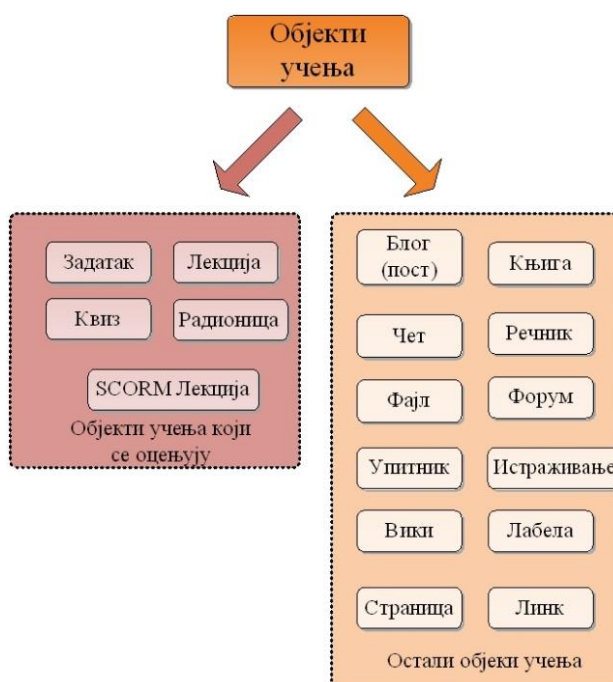 Објекти
учења
Задатак
Лекција
Квиз
Радионица
SCORM Лекција
Објекти учења који
се оцењују
Блог
(пост)
Књига
Чет
Речник
Фајл
Форум
Упитник
Истраживање
Вики
Лабела
Страница
Линк
Остали објеки учења